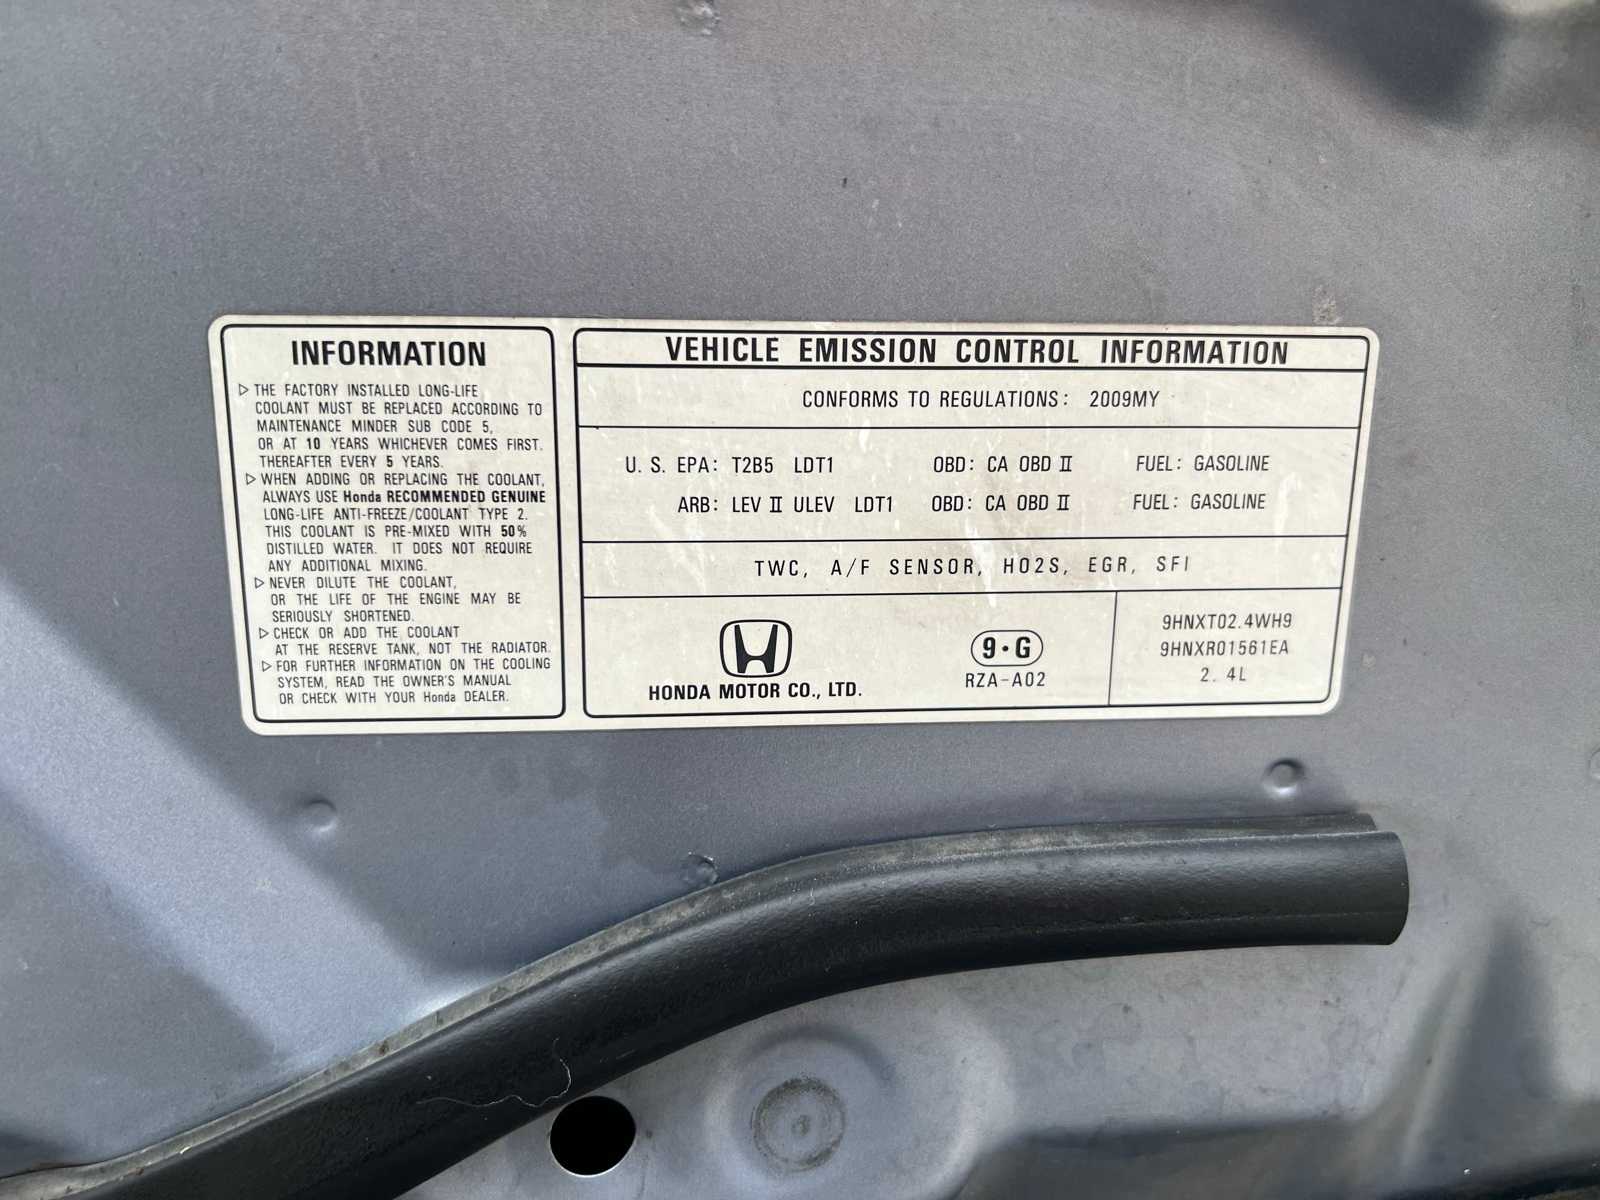 INFORMATION
▷ THE FACTORY INSTALLED LONG-LIFE
COOLANT MUST BE REPLACED ACCORDING TO
MAINTENANCE MINDER SUB CODE 5,
OR AT 10 YEARS WHICHEVER COMES FIRST.
THEREAFTER EVERY 5 YEARS.
▷ WHEN ADDING OR REPLACING THE COOLANT,
ALWAYS USE Honda RECOMMENDED GENUINE
LONG-LIFE ANTI-FREEZE/COOLANT TYPE 2.
THIS COOLANT IS PRE-MIXED WITH 50%
DISTILLED WATER. IT DOES NOT REQUIRE
ANY ADDITIONAL MIXING.
▷ NEVER DILUTE THE COOLANT,
OR THE LIFE OF THE ENGINE MAY BE
SERIOUSLY SHORTENED.
▷ CHECK OR ADD THE COOLANT
AT THE RESERVE TANK, NOT THE RADIATOR.
▷ FOR FURTHER INFORMATION ON THE COOLING
SYSTEM, READ THE OWNER'S MANUAL
OR CHECK WITH YOUR Honda DEALER.
VEHICLE EMISSION CONTROL INFORMATION
CONFORMS TO REGULATIONS: 2009MY
U. S. EPA: T2B5 LDT1 OBD: CA OBD II FUEL: GASOLINE
ARB: LEV II ULEV LDT1 OBD: CA OBD II FUEL: GASOLINE
TWC, A/F SENSOR, HO2S, EGR, SFI
HONDA MOTOR CO., LTD.
9・G
RZA-A02
9HNXT02.4WH9
9HNXR01561EA
2. 4L